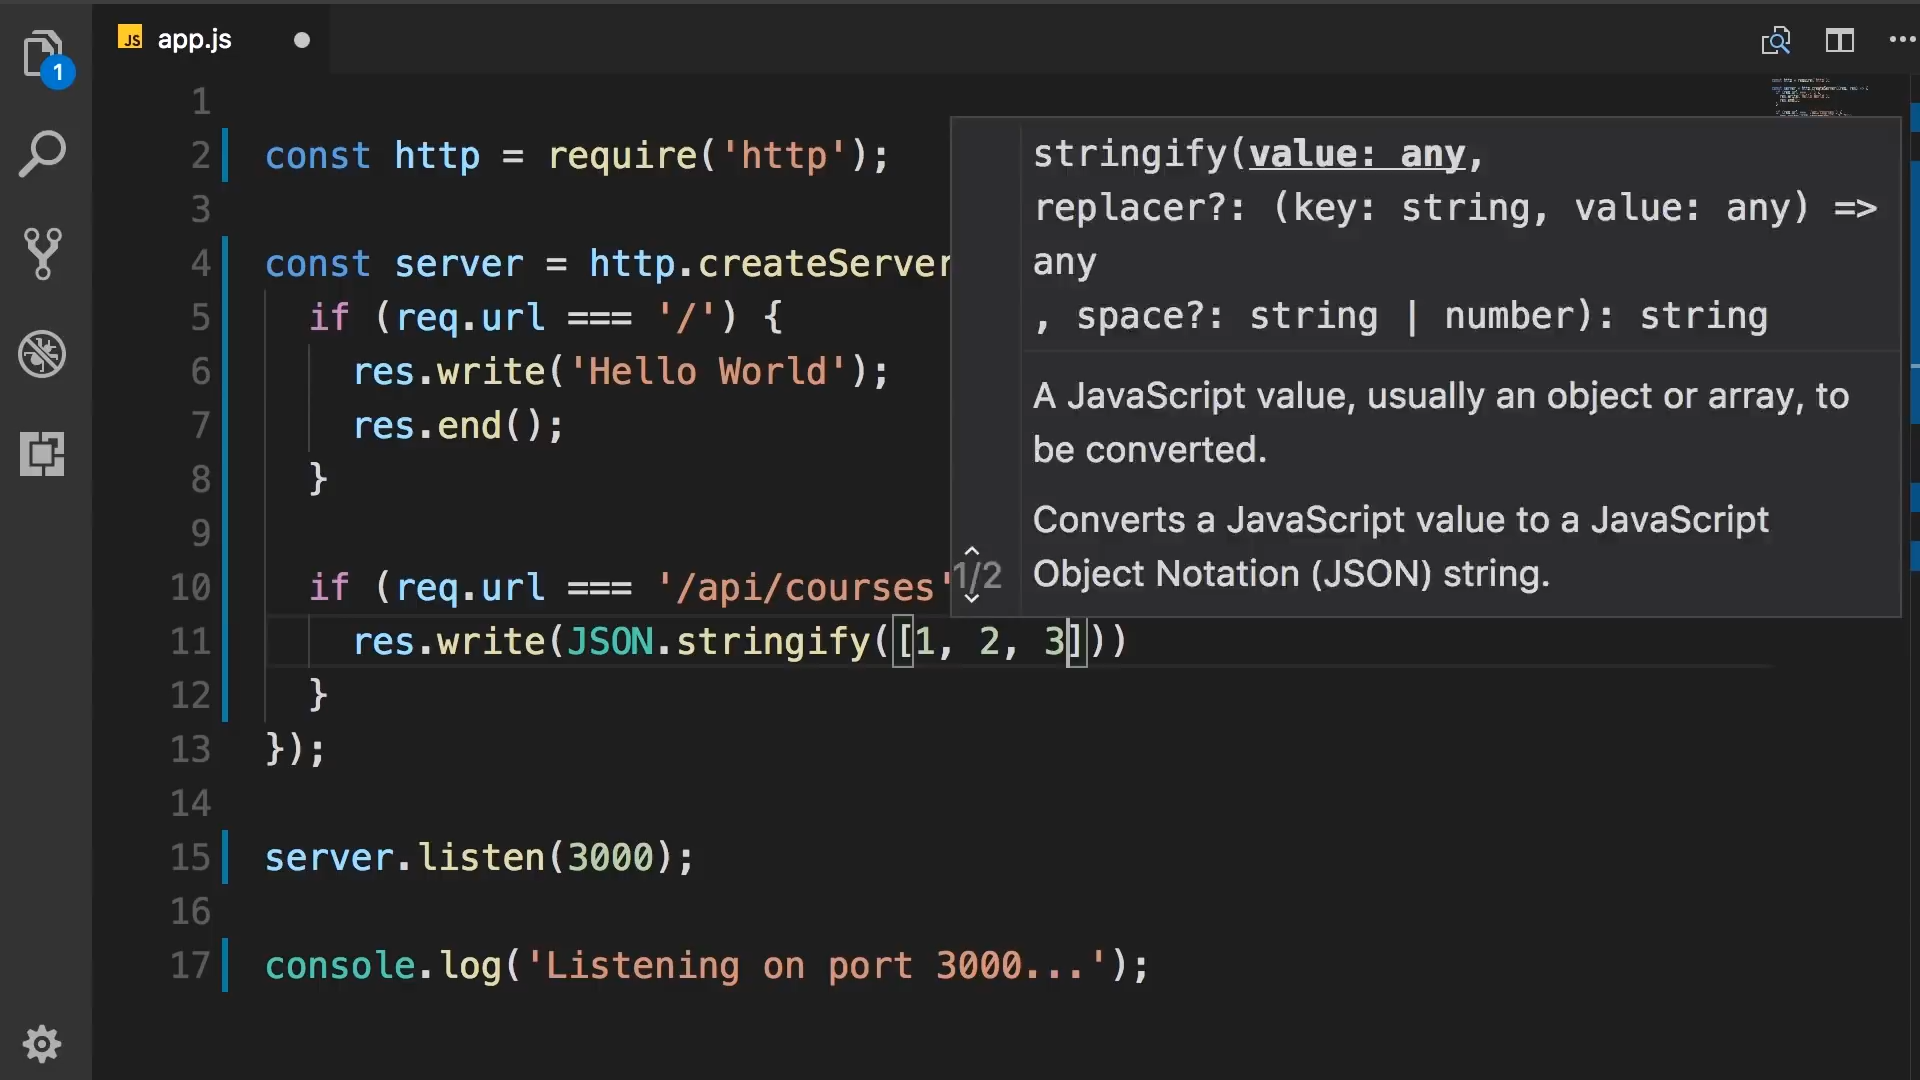 JS app.js
1
1
2 const http = require('http');
3
4 const server = http.createServer
5 if (req.url === '/') {
6 res.write('Hello World');
7 res.end();
8 }
9
10 if (req.url === '/api/courses'
11 res.write(JSON.stringify([1, 2, 3]))
12 }
13 });
14
15 server.listen(3000);
16
17 console.log('Listening on port 3000...');
stringify(value: any,
replacer?: (key: string, value: any) =>
any
, space?: string | number): string
A JavaScript value, usually an object or array, to
be converted.
Converts a JavaScript value to a JavaScript
Object Notation (JSON) string.
1/2